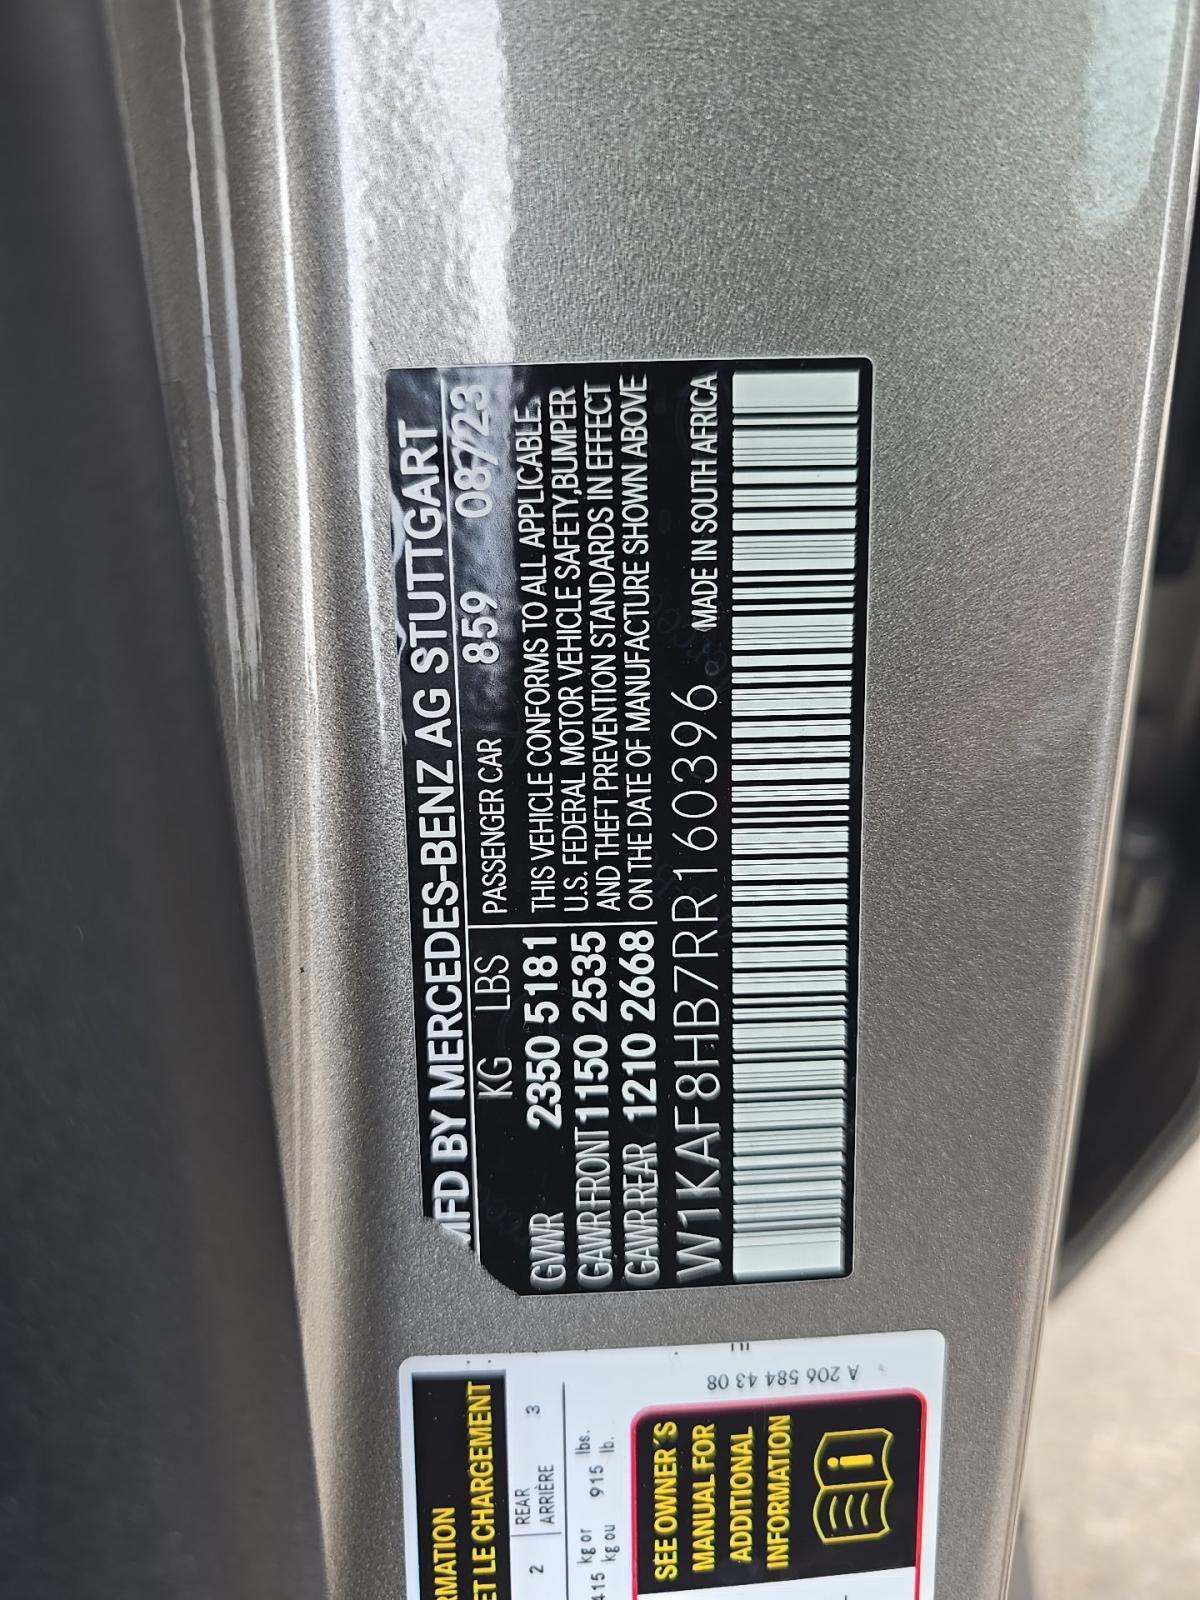 MFD BY MERCEDES-BENZ AG STUTTGART
KG LBS PASSENGER CAR 859 08/23
GVWR 2350 5181
GAWR FRONT 1150 2535
GAWR REAR 1210 2668
THIS VEHICLE CONFORMS TO ALL APPLICABLE
U.S. FEDERAL MOTOR VEHICLE SAFETY,BUMPER
AND THEFT PREVENTION STANDARDS IN EFFECT
ON THE DATE OF MANUFACTURE SHOWN ABOVE
W1KAF8HB7RR160396 MADE IN SOUTH AFRICA
RMATION
ET LE CHARGEMENT
2 REAR 3
ARRIÈRE
415 kg or 915 lbs.
kg ou lb.
A 206 584 43 08
SEE OWNER'S
MANUAL FOR
ADDITIONAL
INFORMATION